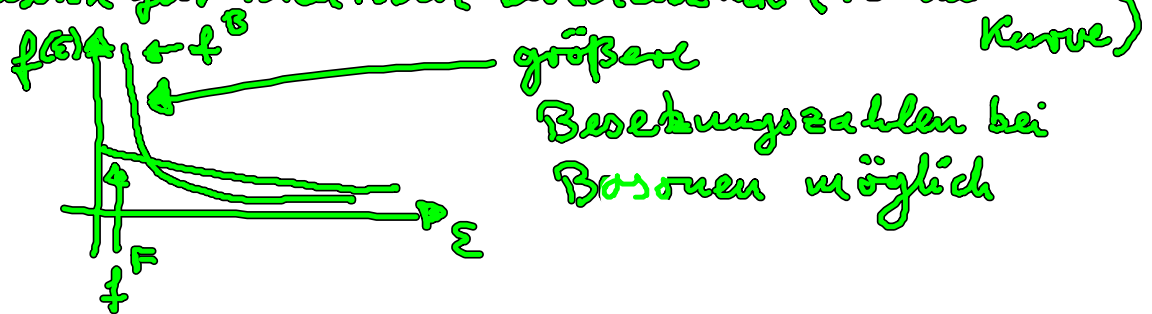 f(ε) ← f^B
größere
Kurve)
Besetzungszahlen bei
Bosonen möglich
ε
f^F